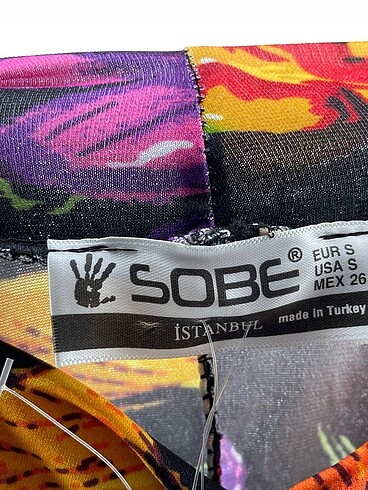 SOBE®
EUR S
USA S
MEX 26
İSTANBUL
made in Turkey